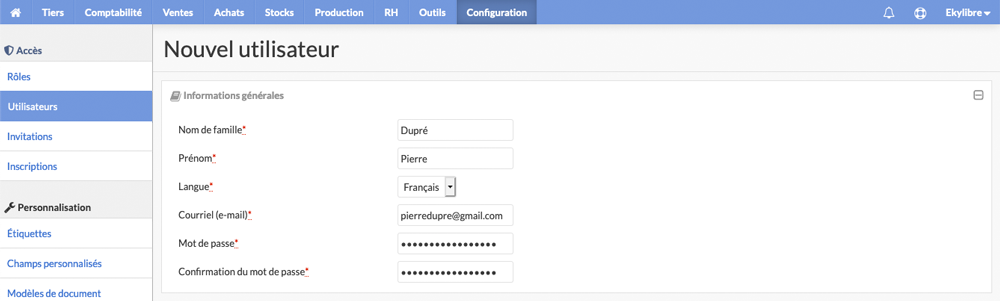 Tiers Comptabilité Ventes Achats Stocks Production RH Outils Configuration Ekylibre
Accès
Rôles
Utilisateurs
Invitations
Inscriptions
Personnalisation
Étiquettes
Champs personnalisés
Modèles de document
Nouvel utilisateur
Informations générales
Nom de famille* Dupré
Prénom* Pierre
Langue* Français
Courriel (e-mail)* pierredupre@gmail.com
Mot de passe* •••••••••••••••••
Confirmation du mot de passe* •••••••••••••••••